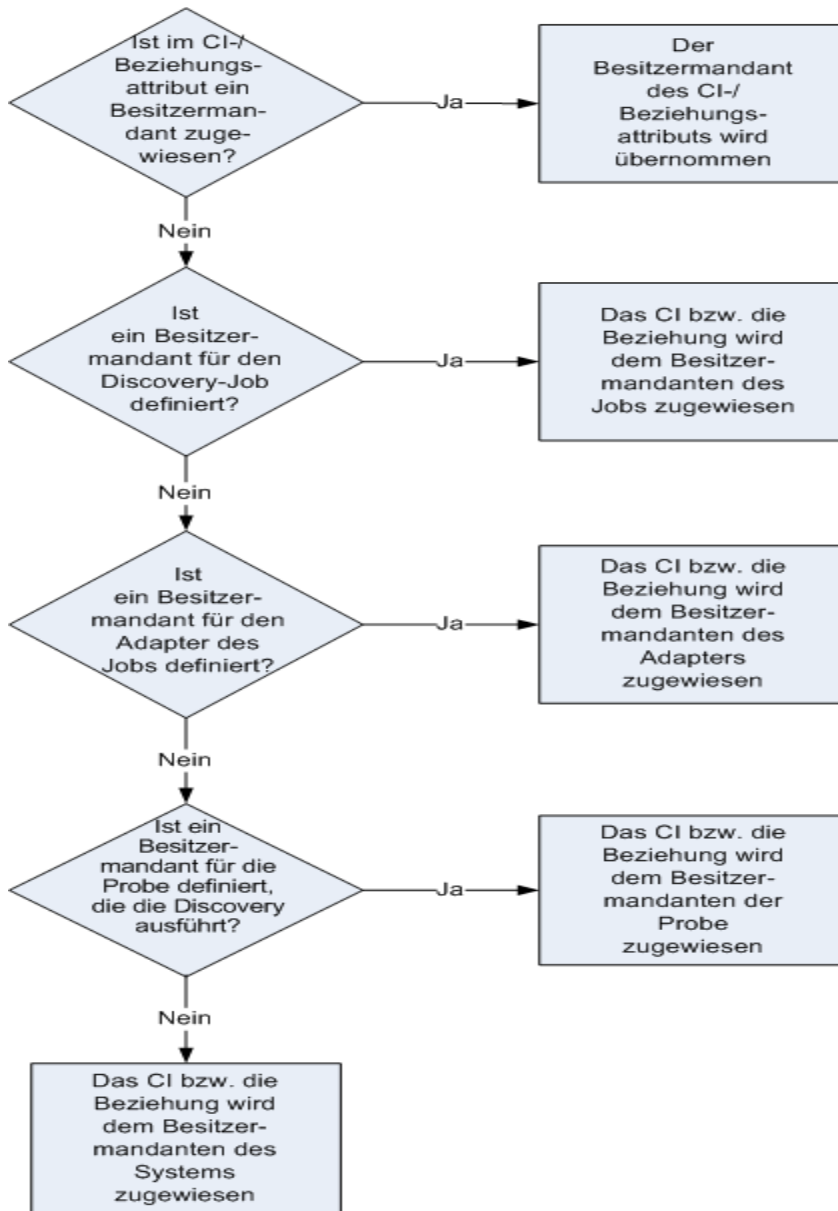 Ist im CI-/
Beziehungs-
attribut ein
Besitzerman-
dant zuge-
wiesen?
Ja
Der
Besitzermandant
des CI-/
Beziehungs-
attributs wird
übernommen
Nein
Ist
ein Besitzer-
mandant für den
Discovery-Job
definiert?
Ja
Das CI bzw. die
Beziehung wird
dem Besitzer-
mandanten des
Jobs zugewiesen
Nein
Ist
ein Besitzer-
mandant für den
Adapter des
Jobs definiert?
Ja
Das CI bzw. die
Beziehung wird
dem Besitzer-
mandanten des
Adapters
zugewiesen
Nein
Ist ein
Besitzer-
mandant für die
Probe definiert,
die die Discovery
ausführt?
Ja
Das CI bzw. die
Beziehung wird
dem Besitzer-
mandanten der
Probe
zugewiesen
Nein
Das CI bzw. die
Beziehung wird
dem Besitzer-
mandanten des
Systems
zugewiesen